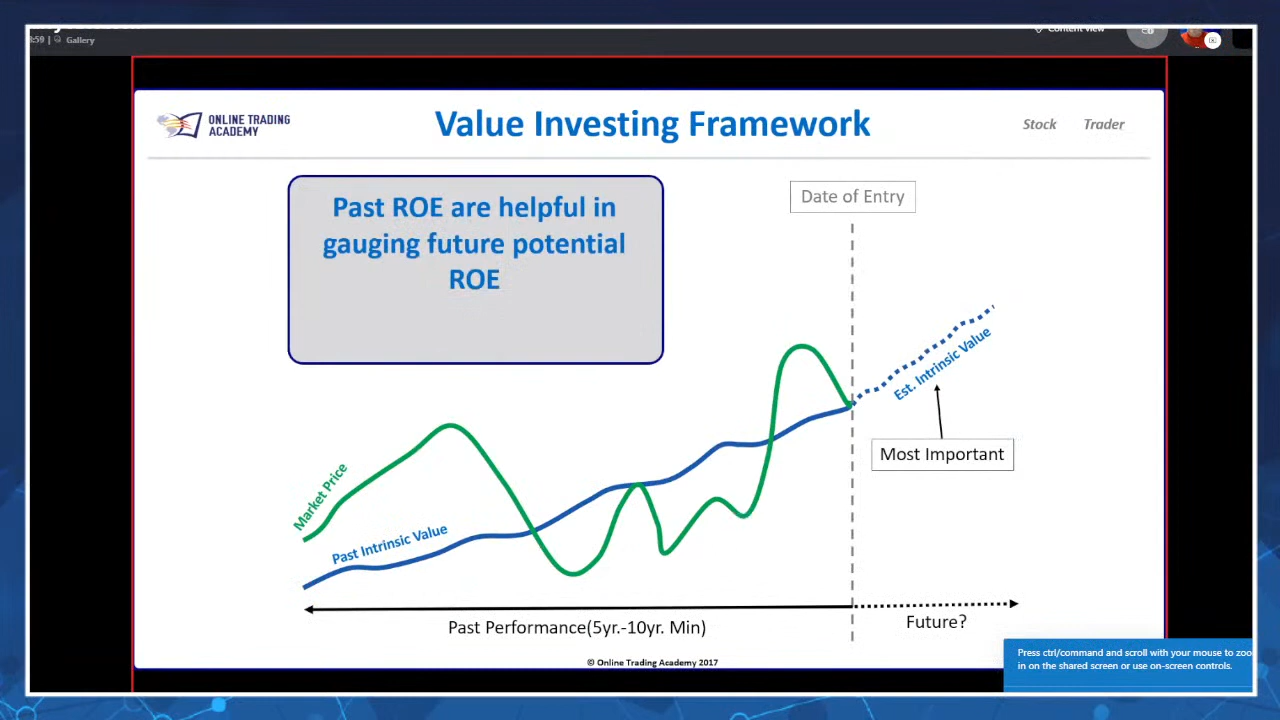 :59 |
Gallery
Content view
ONLINE TRADING
ACADEMY
Value Investing Framework
Stock Trader
Past ROE are helpful in
gauging future potential
ROE
Date of Entry
Est. Intrinsic Value
Most Important
Market Price
Past Intrinsic Value
Past Performance(5yr.-10yr. Min)
Future?
© Online Trading Academy 2017
Press ctrl/command and scroll with your mouse to zoo
in on the shared screen or use on-screen controls.